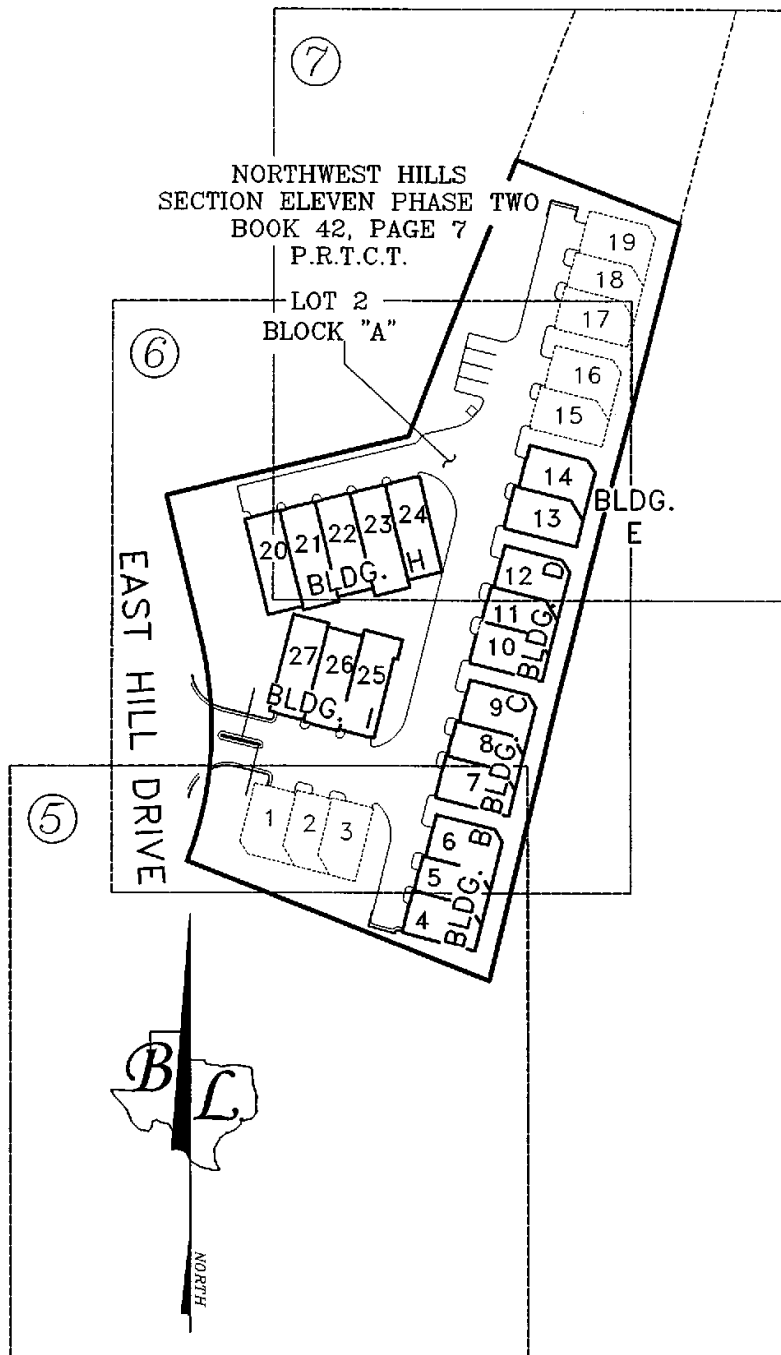 7
NORTHWEST HILLS
SECTION ELEVEN PHASE TWO
BOOK 42, PAGE 7
P.R.T.C.T.
LOT 2
BLOCK "A"
6
19
18
17
16
15
14
13
BLDG.
E
12
11
10
BLDG. D
9
8
7
BLDG. C
6
5
4
BLDG. B
20
21
22
23
24
BLDG. H
27
26
25
BLDG. I
1
2
3
EAST HILL DRIVE
5
B L
NORTH